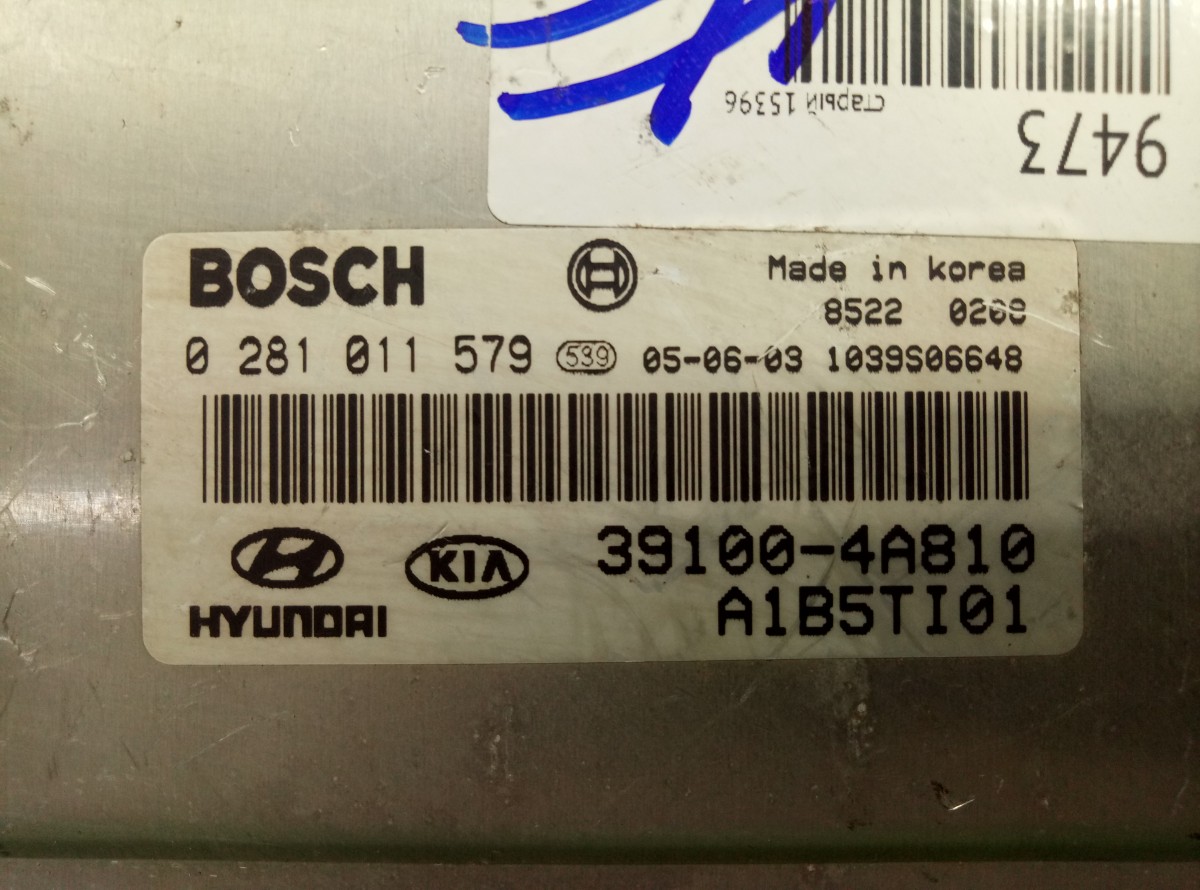 старый 15396
9473
BOSCH
Made in korea
8522 0268
0 281 011 579 539 05-06-03 1039S06648
KIA 39100-4A810
HYUNDAI A1B5TI01